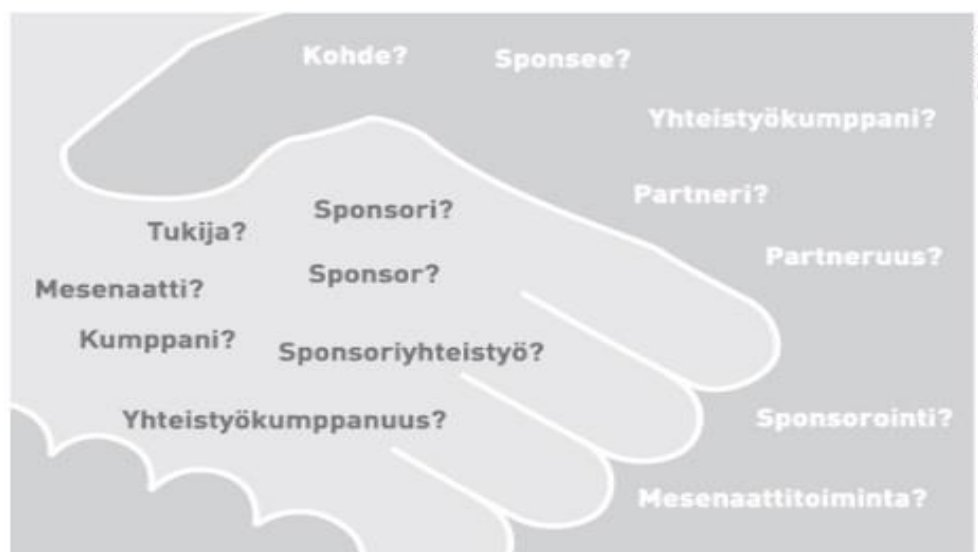 Kohde?
Sponsee?
Yhteistyökumppani?
Partneri?
Sponsori?
Tukija?
Partneruus?
Sponsor?
Mesenaatti?
Kumppani?
Sponsoriyhteistyö?
Yhteistyökumppanuus?
Sponsorointi?
Mesenaattitoiminta?